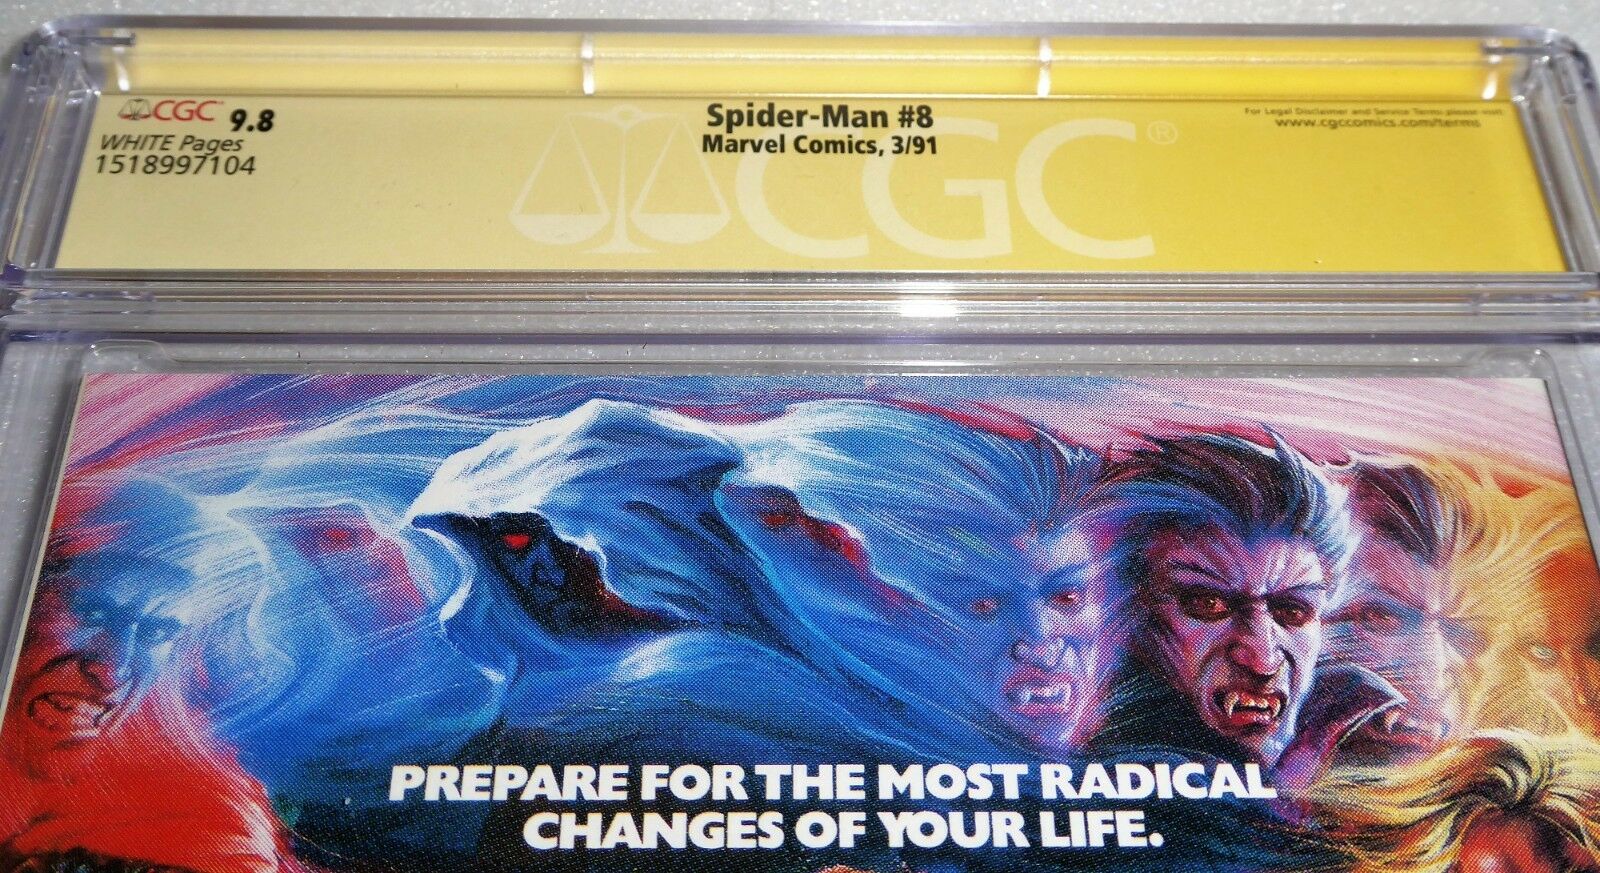 CGC 9.8
WHITE Pages
1518997104
Spider-Man #8
Marvel Comics, 3/91
For Legal Disclaimer and Service Terms please visit:
www.cgccomics.com/terms
CGC®
PREPARE FOR THE MOST RADICAL
CHANGES OF YOUR LIFE.